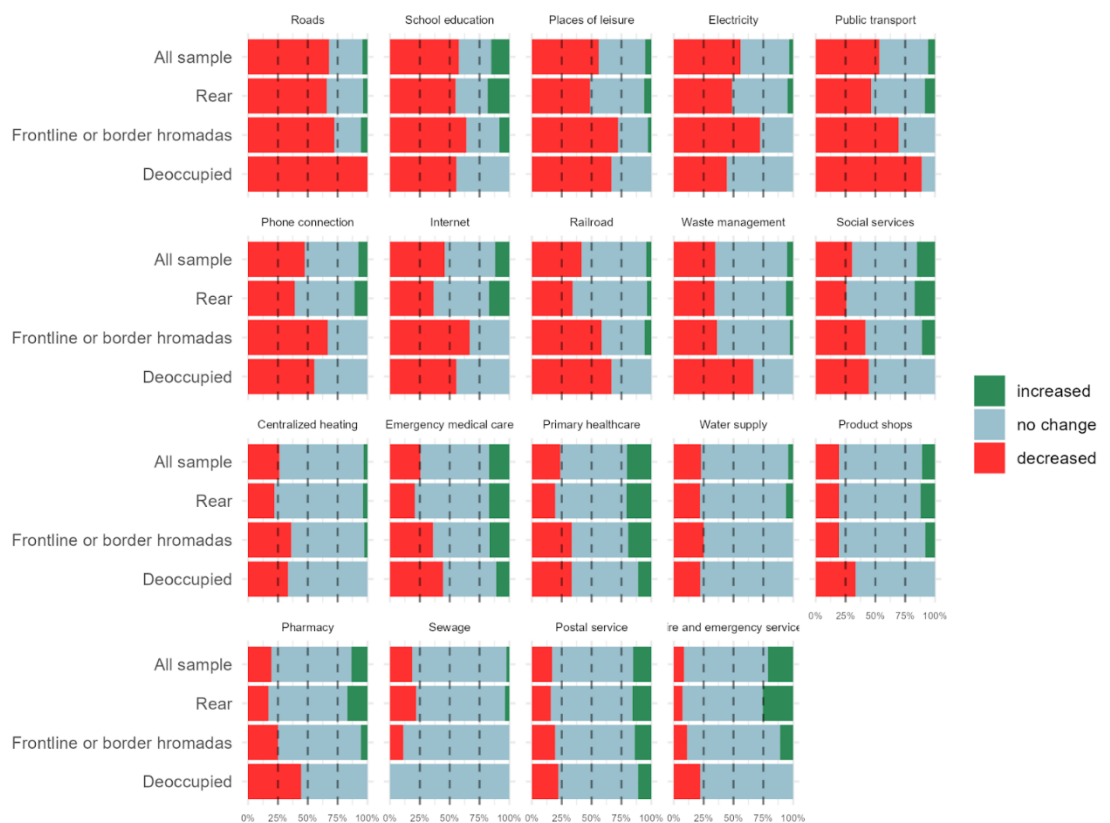 Roads School education Places of leisure Electricity Public transport
All sample
Rear
Frontline or border hromadas
Deoccupied
Phone connection Internet Railroad Waste management Social services
All sample
Rear
Frontline or border hromadas
Deoccupied
increased
no change
decreased
Centralized heating Emergency medical care Primary healthcare Water supply Product shops
All sample
Rear
Frontline or border hromadas
Deoccupied
0% 25% 50% 75% 100%
Pharmacy Sewage Postal service ire and emergency service
All sample
Rear
Frontline or border hromadas
Deoccupied
0% 25% 50% 75% 100% 0% 25% 50% 75% 100% 0% 25% 50% 75% 100% 0% 25% 50% 75% 100%